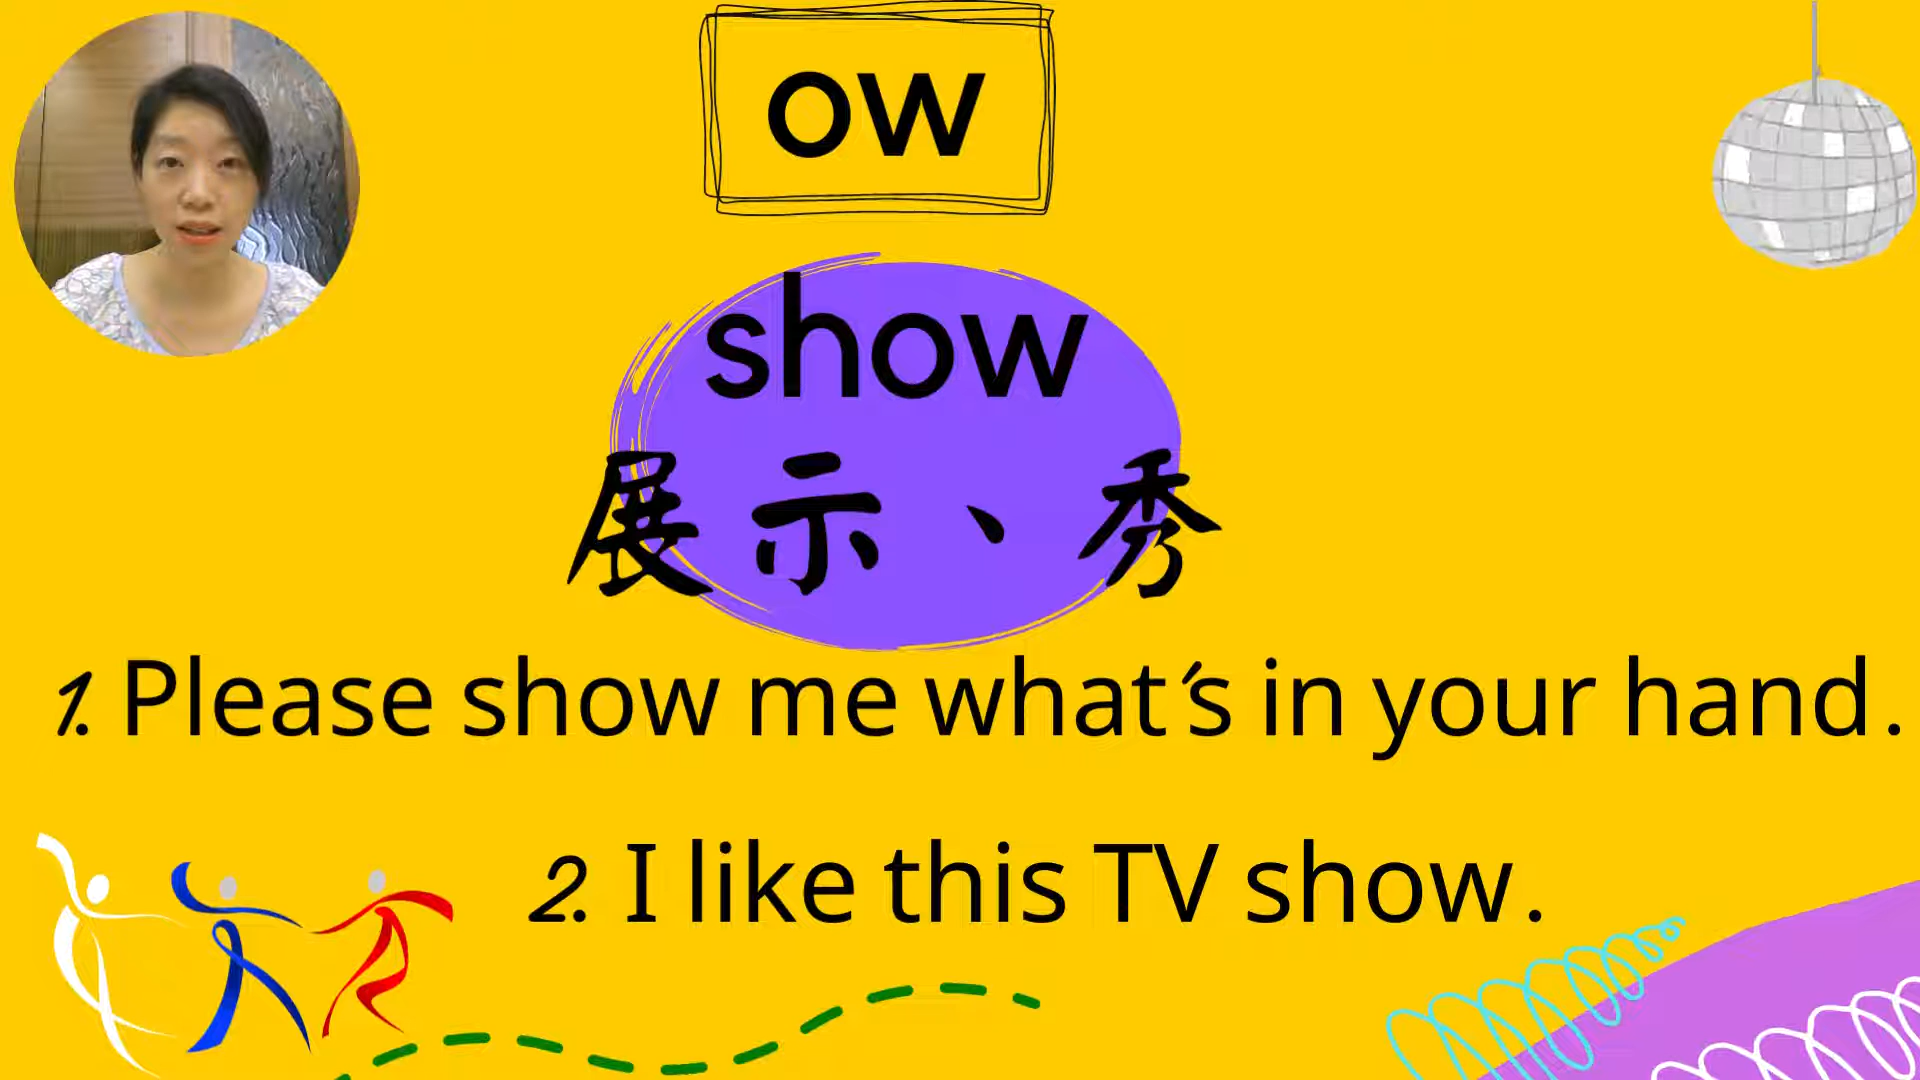 ow
show
展示、秀
1. Please show me what's in your hand.
2. I like this TV show.